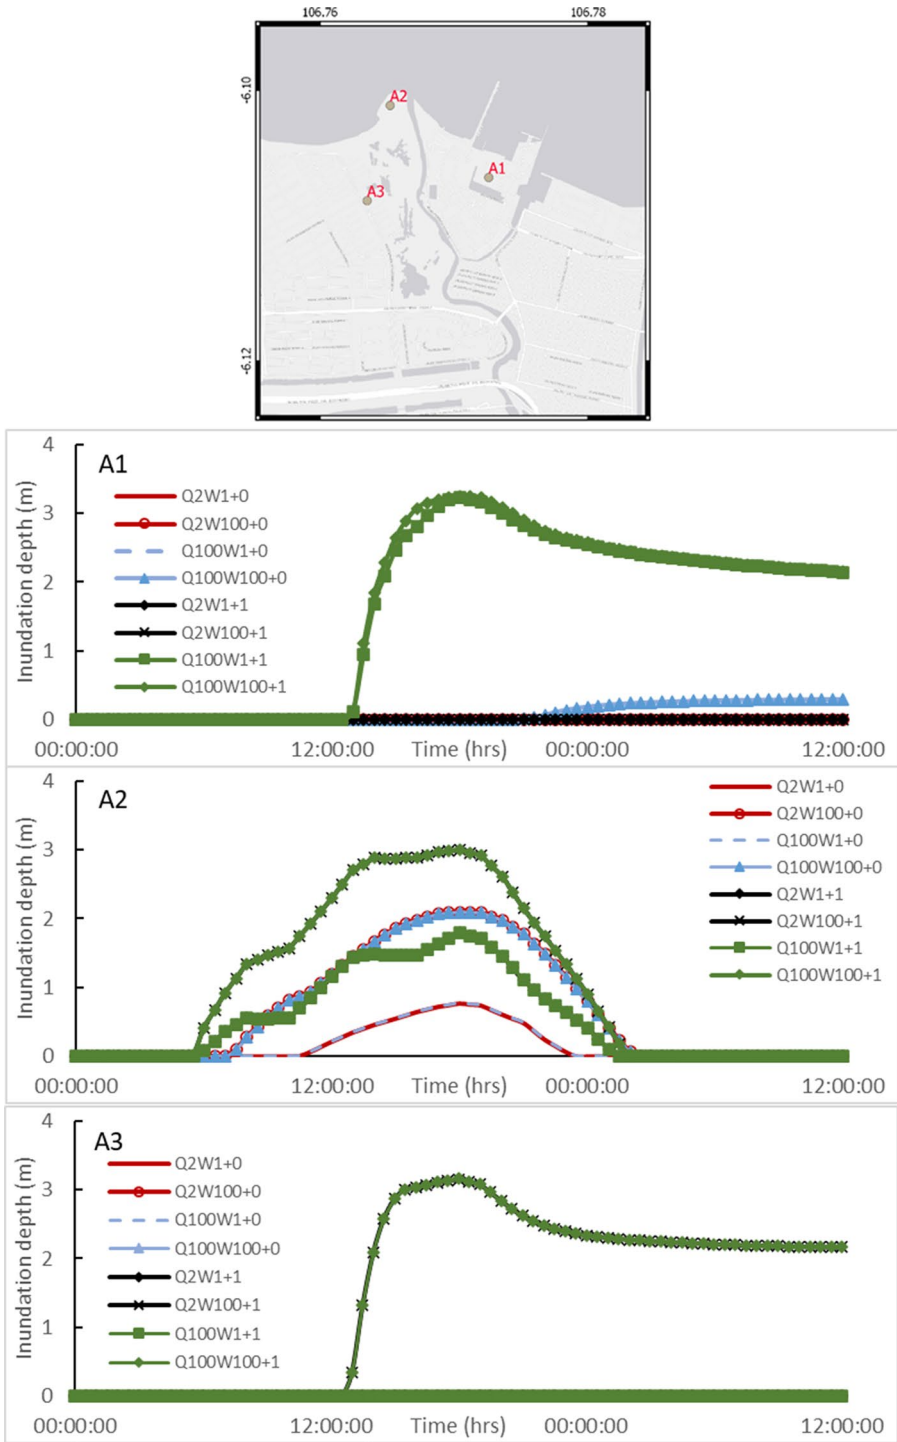 106.76 106.78
-6.10
A2
A1
A3
-6.12
4
A1
Inundation depth (m)
3
2
1
0
Q2W1+0
Q2W100+0
Q100W1+0
Q100W100+0
Q2W1+1
Q2W100+1
Q100W1+1
Q100W100+1
00:00:00 12:00:00 Time (hrs) 00:00:00 12:00:00
4
A2
Inundation depth (m)
3
2
1
0
Q2W1+0
Q2W100+0
Q100W1+0
Q100W100+0
Q2W1+1
Q2W100+1
Q100W1+1
Q100W100+1
00:00:00 12:00:00 Time (hrs) 00:00:00 12:00:00
4
A3
Inundation depth (m)
3
2
1
0
Q2W1+0
Q2W100+0
Q100W1+0
Q100W100+0
Q2W1+1
Q2W100+1
Q100W1+1
Q100W100+1
00:00:00 12:00:00 Time (hrs) 00:00:00 12:00:00